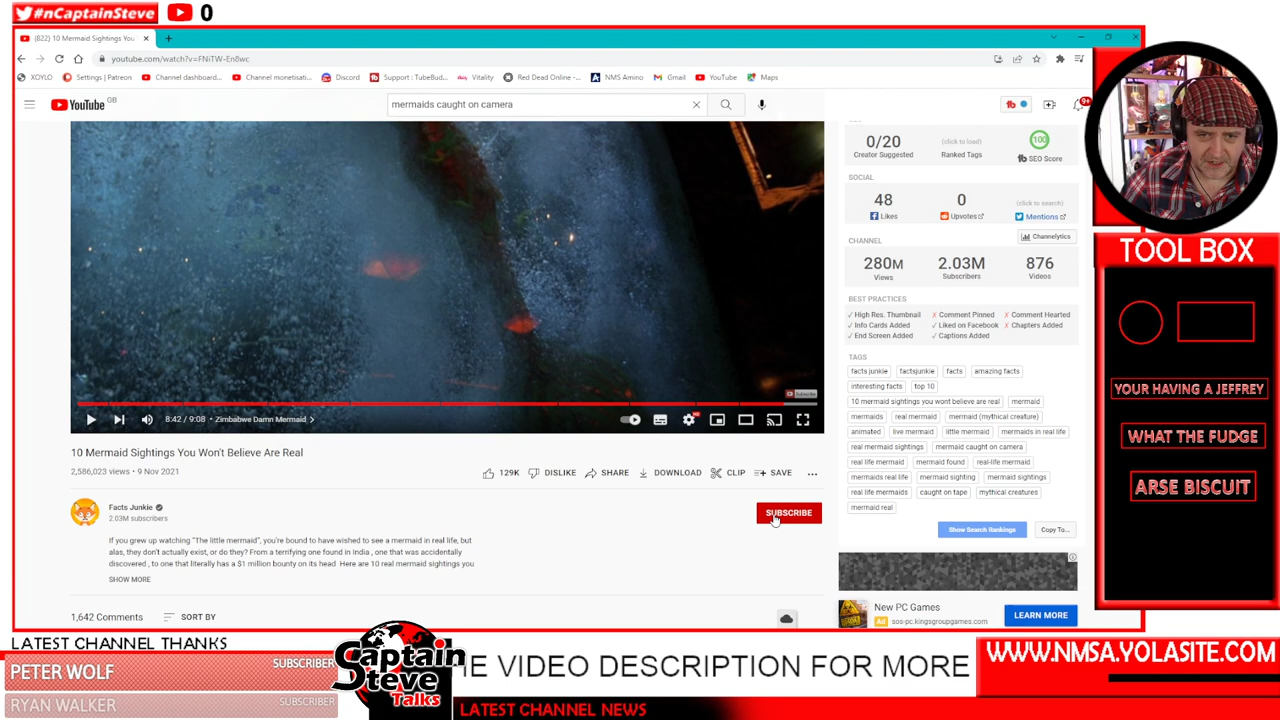 #nCaptainSteve 0
(822) 10 Mermaid Sightings You
youtube.com/watch?v=FNiTW-En8wc
XOYLO Settings | Patreon Channel dashboard... Channel monetisati... Discord Support : TubeBud... Vitality Red Dead Online -... NMS Amino Gmail YouTube Maps
YouTube GB mermaids caught on camera 9+
0/20 (click to load) 100
Creator Suggested Ranked Tags SEO Score
SOCIAL
48 0 (click to search)
Likes Upvotes Mentions
CHANNEL Channelytics
280M 2.03M 876
Views Subscribers Videos
BEST PRACTICES
✓ High Res. Thumbnail ✗ Comment Pinned ✗ Comment Hearted
✓ Info Cards Added ✓ Liked on Facebook ✗ Chapters Added
✓ End Screen Added ✓ Captions Added
TAGS
facts junkie factsjunkie facts amazing facts
interesting facts top 10
10 mermaid sightings you wont believe are real mermaid
mermaids real mermaid mermaid (mythical creature)
animated live mermaid little mermaid mermaids in real life
real mermaid sightings mermaid caught on camera
real life mermaid mermaid found real-life mermaid
mermaids real life mermaid sighting mermaid sightings
real life mermaids caught on tape mythical creatures
mermaid real
Show Search Rankings Copy To...
Subscribe
8:42 / 9:08 • Zimbabwe Damn Mermaid >
10 Mermaid Sightings You Won't Believe Are Real
2,586,023 views • 9 Nov 2021 129K DISLIKE SHARE DOWNLOAD CLIP SAVE ...
Facts Junkie
2.03M subscribers
SUBSCRIBE
If you grew up watching "The little mermaid", you're bound to have wished to see a mermaid in real life, but
alas, they don't actually exist, or do they? From a terrifying one found in India , one that was accidentally
discovered , to one that literally has a $1 million bounty on its head Here are 10 real mermaid sightings you
SHOW MORE
1,642 Comments SORT BY
New PC Games
Ad sos-pc.kingsgroupgames.com
LEARN MORE
TOOL BOX
YOUR HAVING A JEFFREY
WHAT THE FUDGE
ARSE BISCUIT
LATEST CHANNEL THANKS
PETER WOLF SUBSCRIBER
RYAN WALKER SUBSCRIBER
Captain
Steve
Talks
E VIDEO DESCRIPTION FOR MORE
LATEST CHANNEL NEWS
WWW.NMSA.YOLASITE.COM